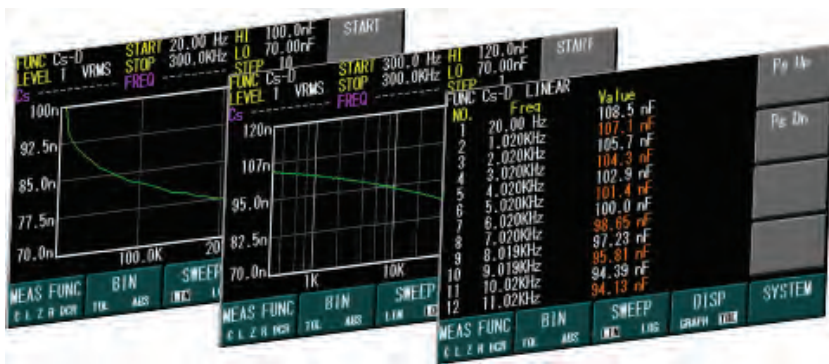 FUNC Cs-D START 20.00 Hz HI 100.0nF START
LEVEL 1 VRMS STOP 300.0KHz LO 70.00nF
Cs FREQ STEP 10
100n
92.5n
85.0n
77.5n
70.0n
100.0K 20
MEAS FUNC BIN SWEEP
C L Z R DCR TOL ABS LIN LO
FUNC Cs-D START 300.0 Hz HI 120.0nF START
LEVEL 1 VRMS STOP 300.0KHz LO 70.00nF
Cs FREQ STEP
120n
107n
95.0n
82.5n
70.0n
1K 10K
MEAS FUNC BIN SWEEP
C L Z R DCR TOL ABS LIN
FUNC Cs-D LINEAR
NO. Freq Value
1 20.00 Hz 108.5 nF
2 1.020KHz 107.1 nF
3 2.020KHz 105.7 nF
4 3.020KHz 104.3 nF
5 4.020KHz 102.9 nF
6 5.020KHz 101.4 nF
7 6.020KHz 100.0 nF
8 7.020KHz 98.65 nF
9 8.019KHz 97.23 nF
10 9.019KHz 95.81 nF
11 10.02KHz 94.39 nF
12 11.02KHz 94.13 nF
Pg Up
Pg Dn
MEAS FUNC BIN SWEEP DISP SYSTEM
C L Z R DCR TOL ABS LIN LOG GRAPH TBL